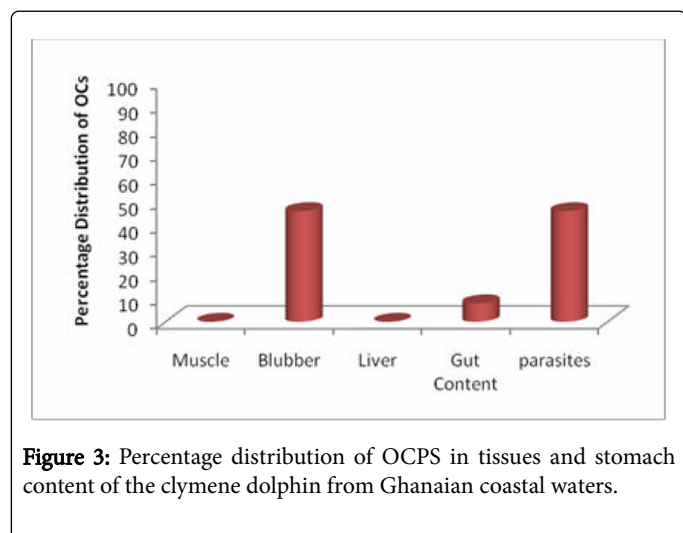 Percentage Distribution of OCs
100
90
80
70
60
50
40
30
20
10
0
Muscle Blubber Liver Gut Content parasites
Figure 3: Percentage distribution of OCPS in tissues and stomach
content of the clymene dolphin from Ghanaian coastal waters.